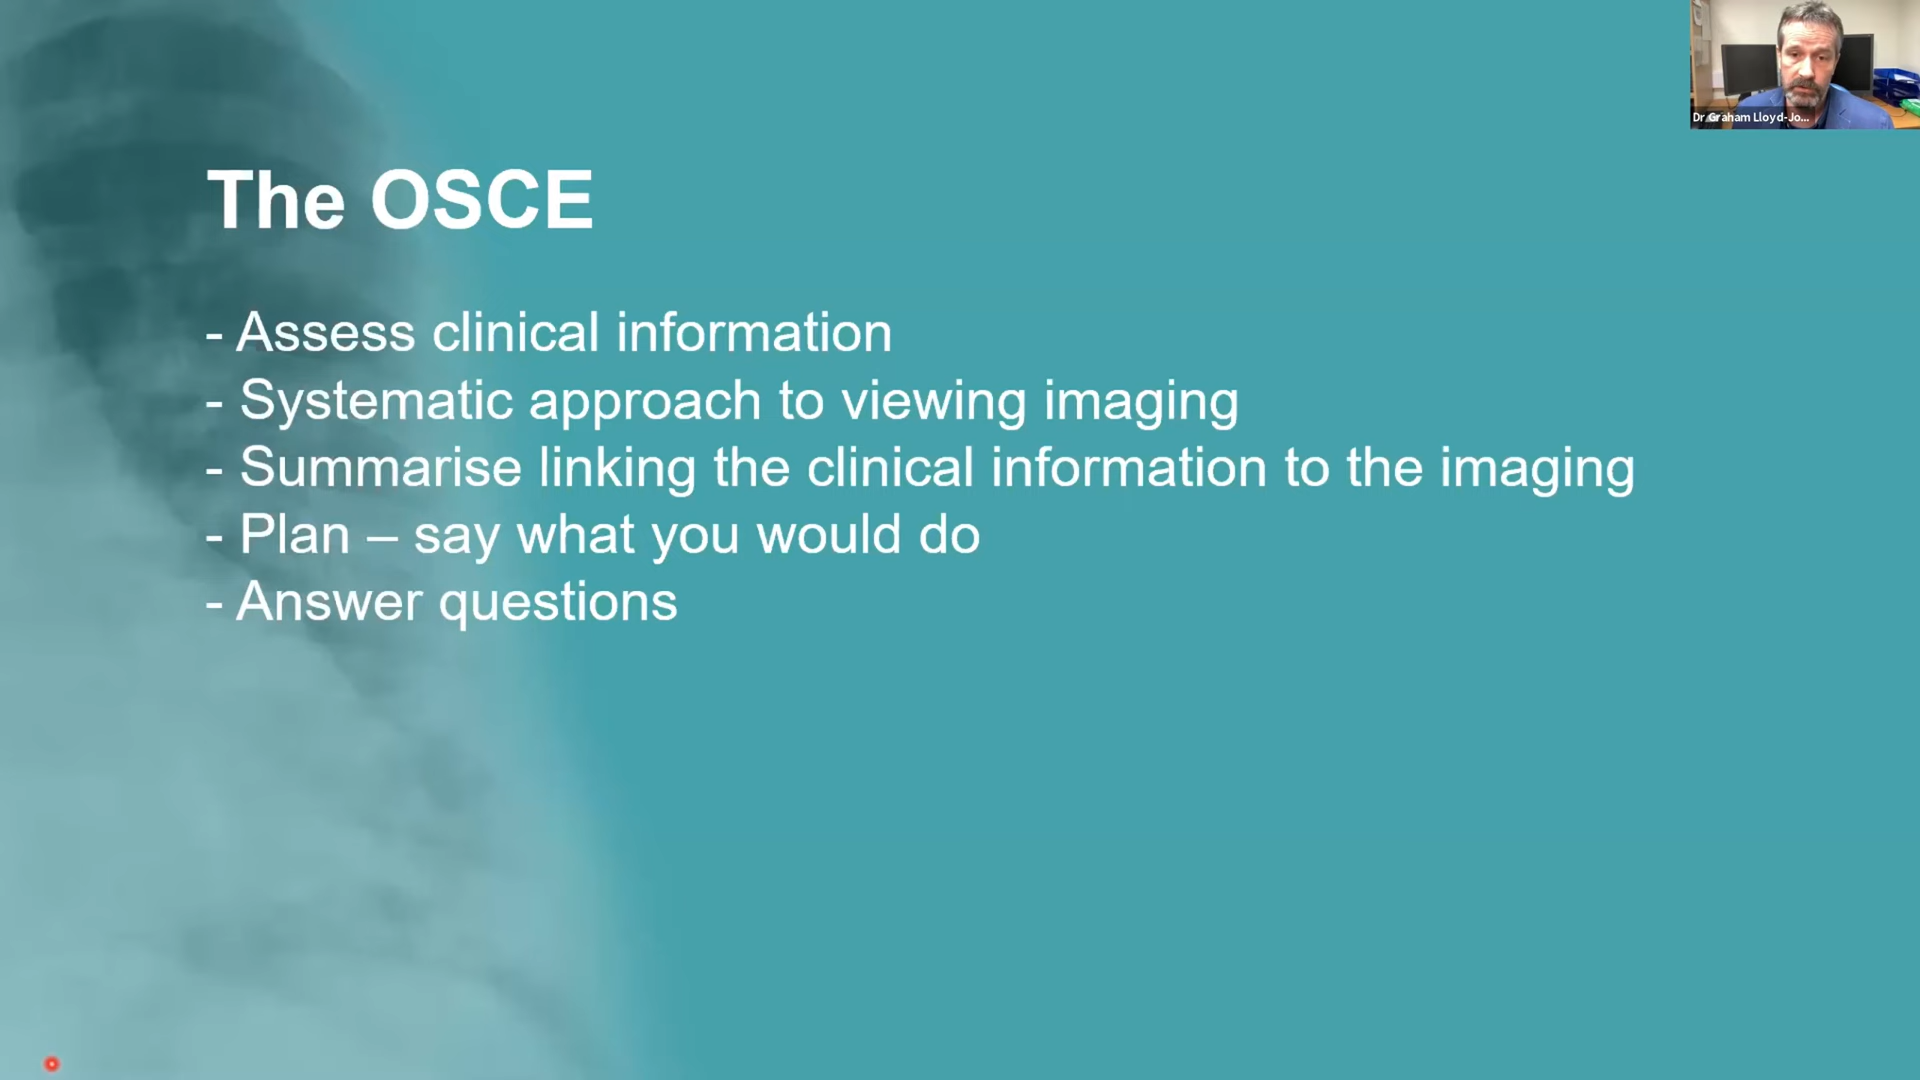 Dr Graham Lloyd-Jo...
The OSCE
- Assess clinical information
- Systematic approach to viewing imaging
- Summarise linking the clinical information to the imaging
- Plan – say what you would do
- Answer questions